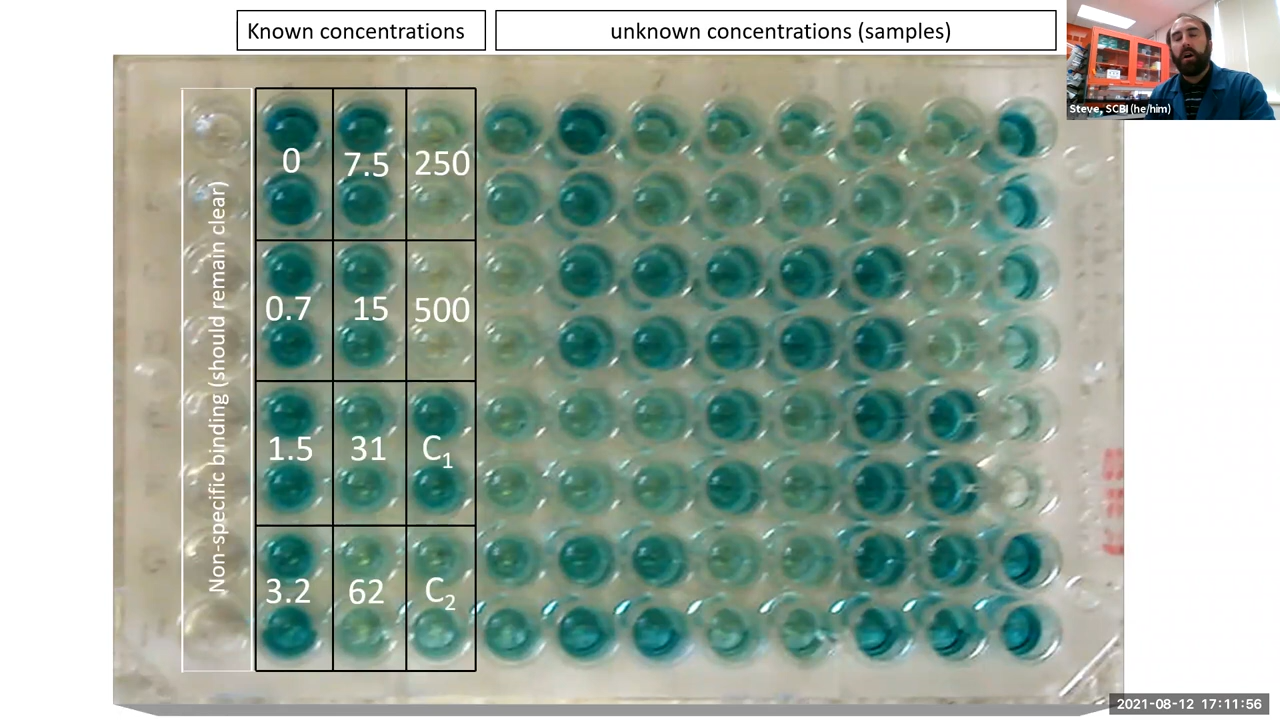 Known concentrations
unknown concentrations (samples)
Steve, SCBI (he/him)
Non-specific binding (should remain clear)
0
7.5
250
0.7
15
500
1.5
31
C1
3.2
62
C2
2021-08-12 17:11:56